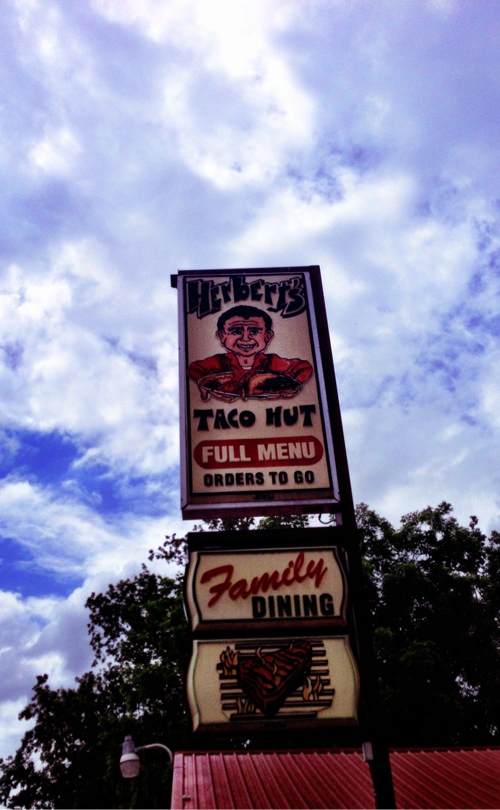 Herbert's
TACO HUT
FULL MENU
ORDERS TO GO
Family
DINING